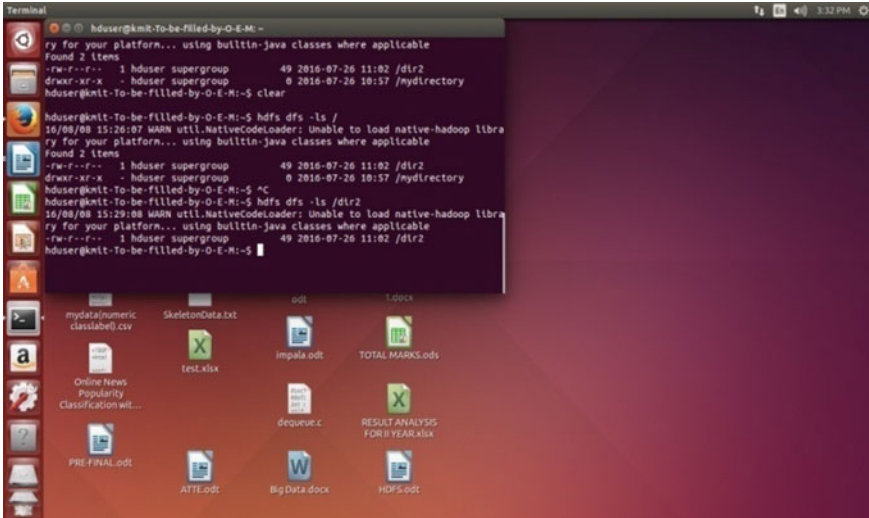 Terminal
En
3:32 PM
hduser@kmit-To-be-filled-by-O-E-M: ~
ry for your platform... using builtin-java classes where applicable
Found 2 items
-rw-r--r-- 1 hduser supergroup 49 2016-07-26 11:02 /dir2
drwxr-xr-x - hduser supergroup 0 2016-07-26 10:57 /mydirectory
hduser@kmit-To-be-filled-by-O-E-M:~$ clear
hduser@kmit-To-be-filled-by-O-E-M:~$ hdfs dfs -ls /
16/08/08 15:26:07 WARN util.NativeCodeLoader: Unable to load native-hadoop libra
ry for your platform... using builtin-java classes where applicable
Found 2 items
-rw-r--r-- 1 hduser supergroup 49 2016-07-26 11:02 /dir2
drwxr-xr-x - hduser supergroup 0 2016-07-26 10:57 /mydirectory
hduser@kmit-To-be-filled-by-O-E-M:~$ ^C
hduser@kmit-To-be-filled-by-O-E-M:~$ hdfs dfs -ls /dir2
16/08/08 15:29:08 WARN util.NativeCodeLoader: Unable to load native-hadoop libra
ry for your platform... using builtin-java classes where applicable
-rw-r--r-- 1 hduser supergroup 49 2016-07-26 11:02 /dir2
hduser@kmit-To-be-filled-by-O-E-M:~$
odt
1.docx
mydata(numeric
classlabel).csv
SkeletonData.txt
test.xlsx
impala.odt
TOTAL MARKS.ods
Online News
Popularity
Classification wit...
dequeue.c
RESULT ANALYSIS
FOR II YEAR.xlsx
PRE-FINAL.odt
ATTE.odt
Big Data.docx
HDFS.odt